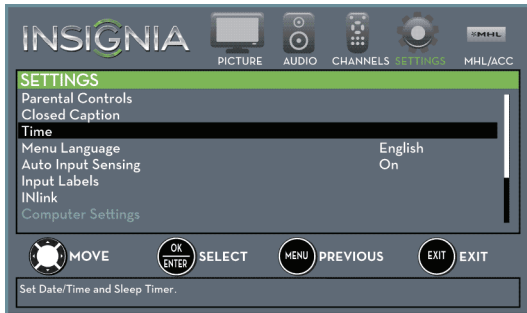 INSIGNIA
PICTURE AUDIO CHANNELS SETTINGS MHL/ACC
MHL
SETTINGS
Parental Controls
Closed Caption
Time
Menu Language English
Auto Input Sensing On
Input Labels
INlink
Computer Settings
MOVE OK ENTER SELECT MENU PREVIOUS EXIT EXIT
Set Date/Time and Sleep Timer.